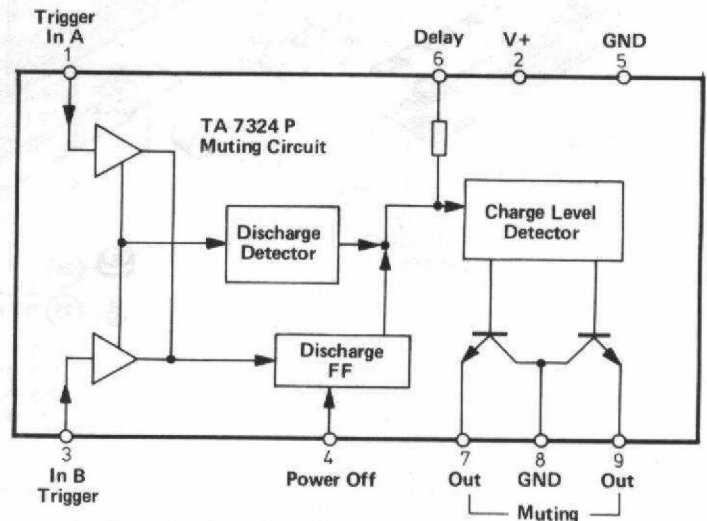 Trigger
In A
1
Delay
6
V+
2
GND
5
TA 7324 P
Muting Circuit
Discharge
Detector
Charge Level
Detector
Discharge
FF
3
In B
Trigger
4
Power Off
7
Out
8
GND
9
Out
Muting